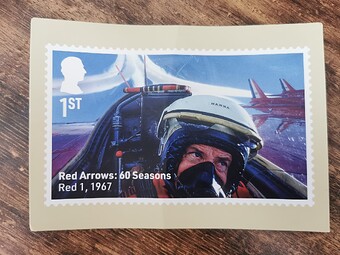 1ST
Red Arrows: 60 Seasons
Red 1, 1967